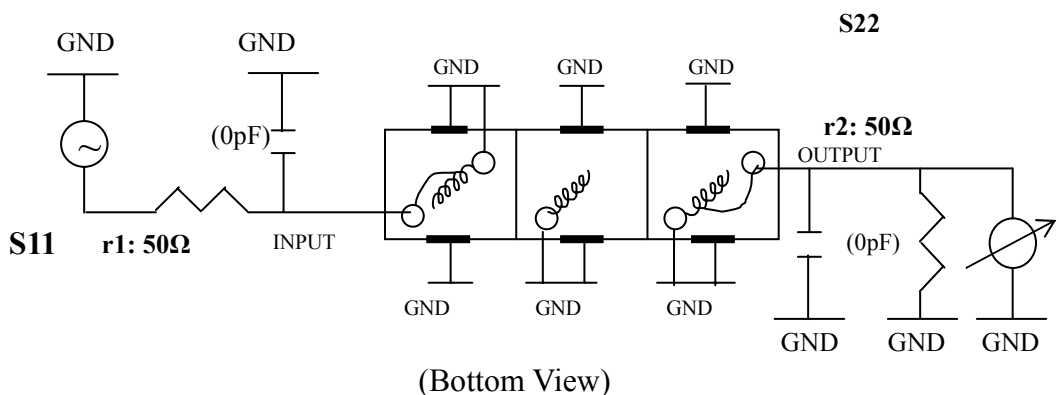 S22
GND
GND
GND
GND
GND
(0pF)
r2: 50Ω
OUTPUT
~
S11
r1: 50Ω
INPUT
(0pF)
GND
GND
GND
GND
GND
GND
(Bottom View)